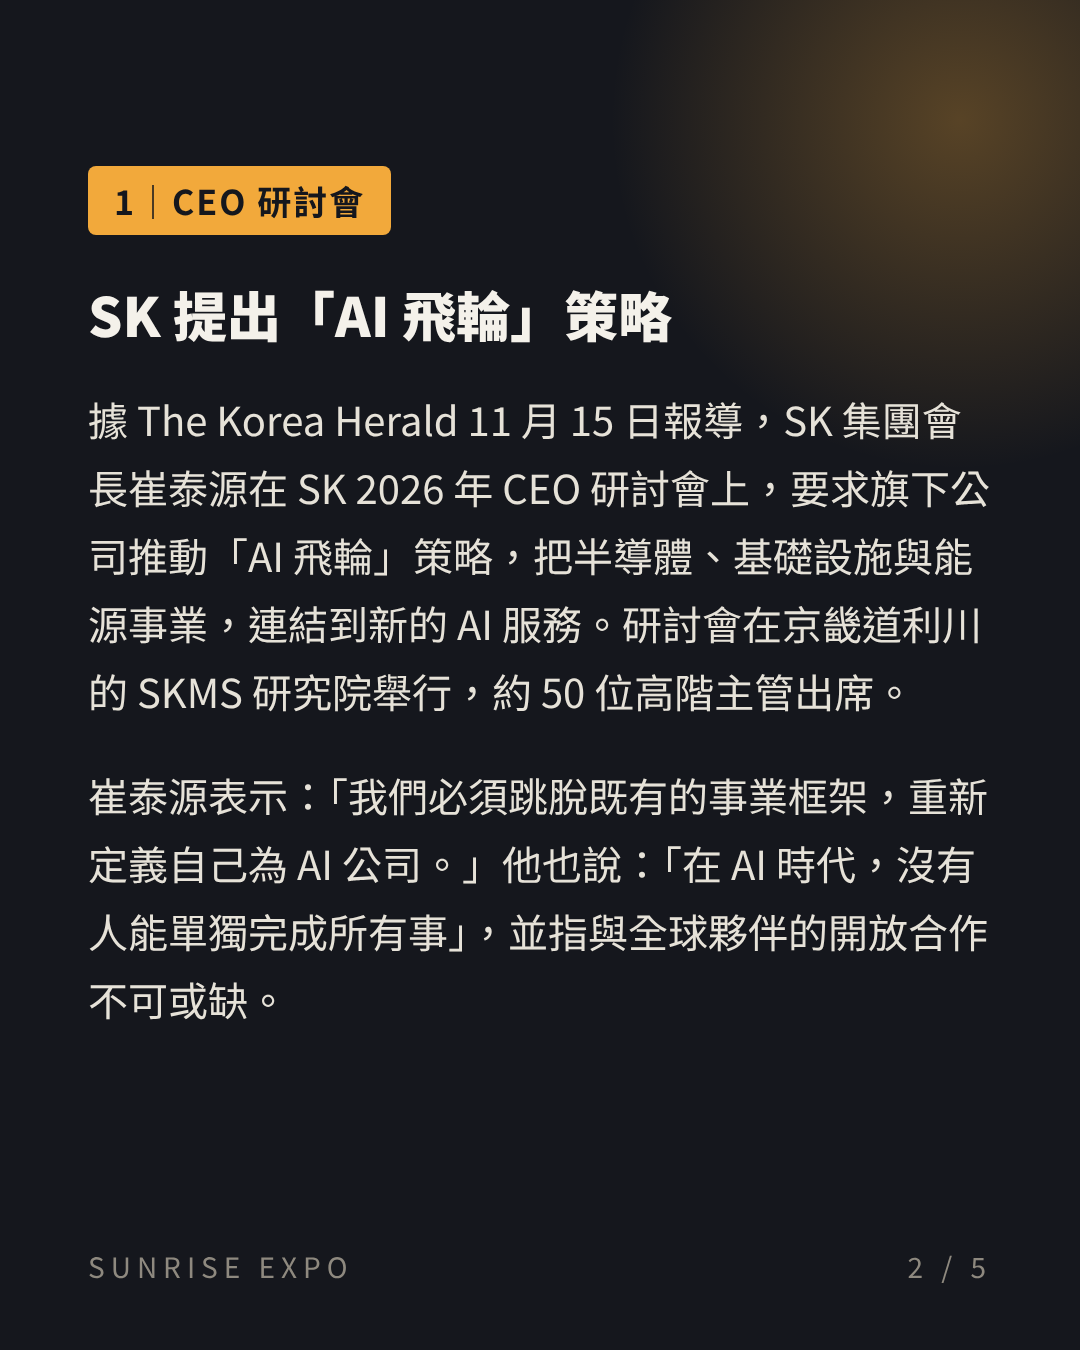 1｜CEO 研討會
SK 提出「AI 飛輪」策略
據 The Korea Herald 11 月 15 日報導，SK 集團會
長崔泰源在 SK 2026 年 CEO 研討會上，要求旗下公
司推動「AI 飛輪」策略，把半導體、基礎設施與能
源事業，連結到新的 AI 服務。研討會在京畿道利川
的 SKMS 研究院舉行，約 50 位高階主管出席。
崔泰源表示：「我們必須跳脫既有的事業框架，重新
定義自己為 AI 公司。」他也說：「在 AI 時代，沒有
人能單獨完成所有事」，並指與全球夥伴的開放合作
不可或缺。
SUNRISE EXPO
2 / 5